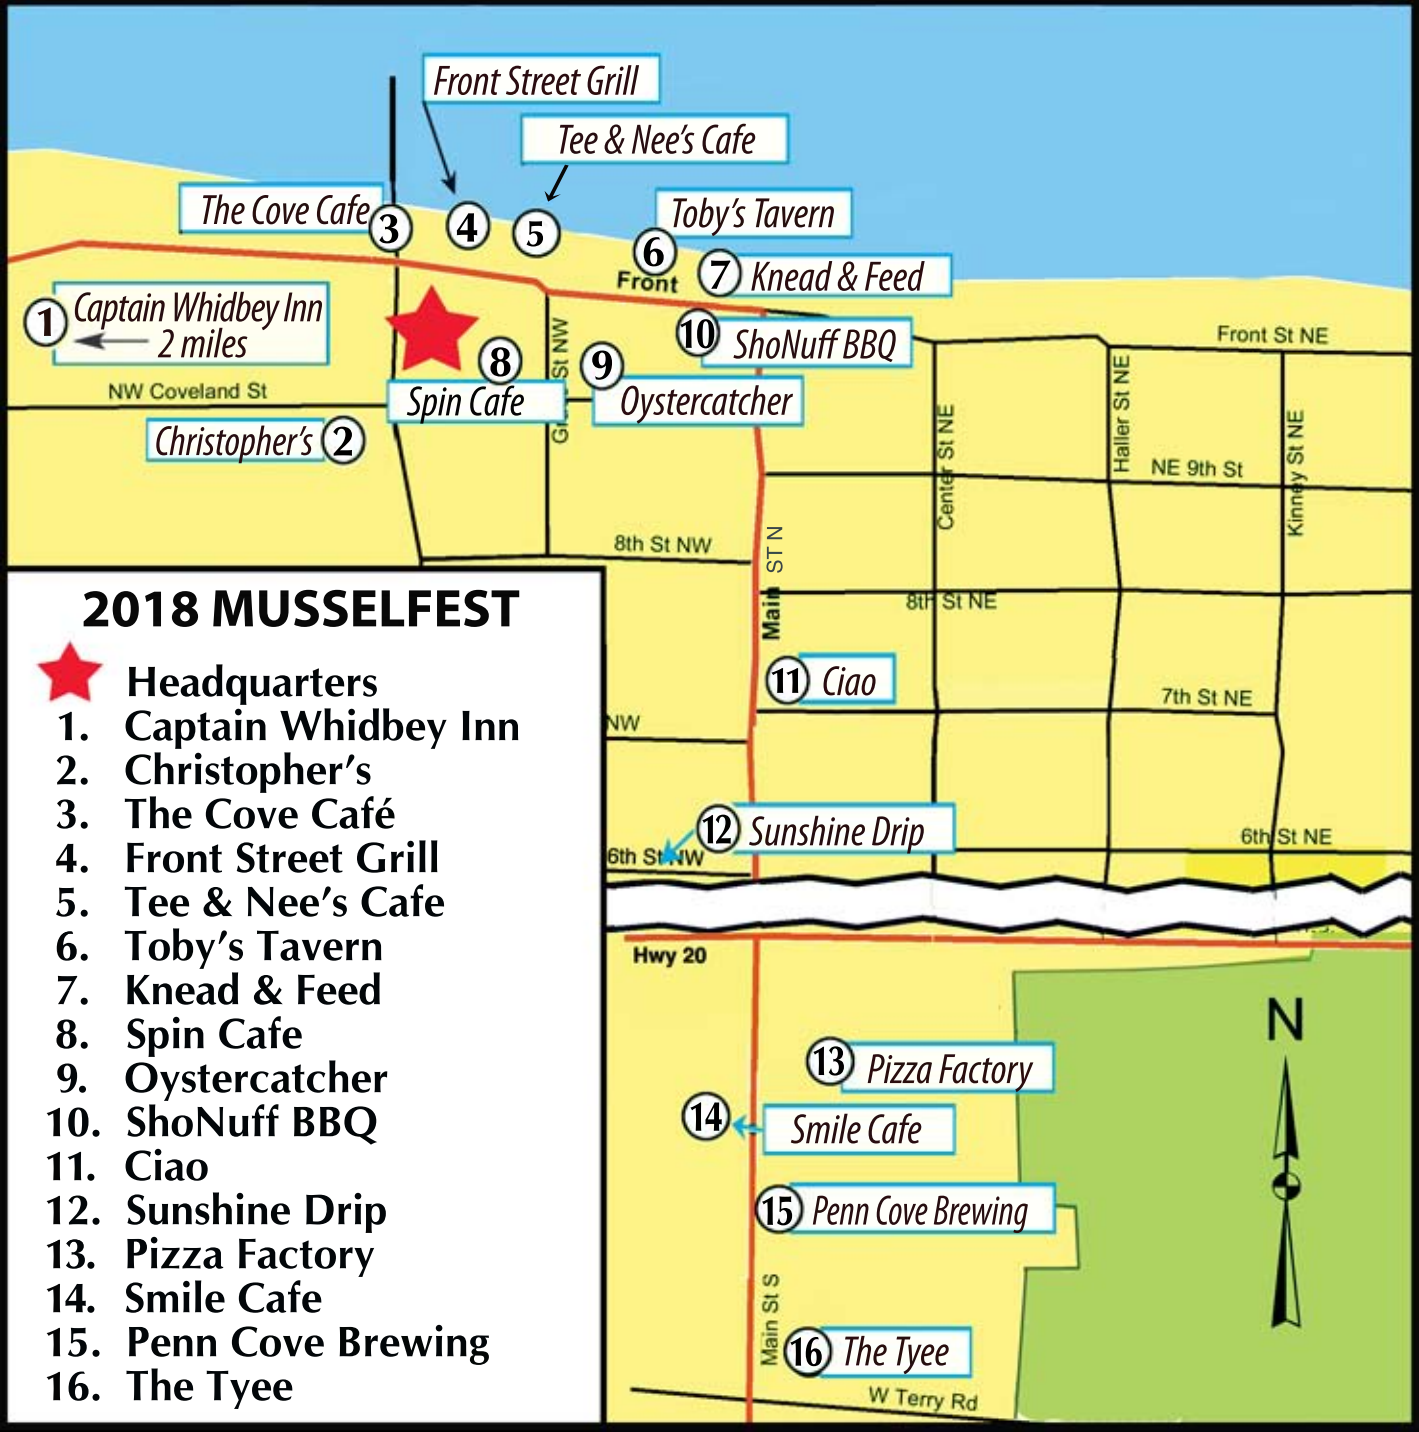 Front Street Grill
Tee & Nee's Cafe
The Cove Cafe
3
4
5
Toby's Tavern
6
Front
7
Knead & Feed
1
Captain Whidbey Inn
2 miles
10
ShoNuff BBQ
Front St NE
8
9
St NW
Spin Cafe
Oystercatcher
NW Coveland St
Christopher's
2
Center St NE
Haller St NE
Kinney St NE
NE 9th St
8th St NW
Main ST N
8th St NE
11
Ciao
7th St NE
NW
12
Sunshine Drip
6th St NW
6th St NE
Hwy 20
N
13
Pizza Factory
14
Smile Cafe
15
Penn Cove Brewing
Main St S
16
The Tyee
W Terry Rd
2018 MUSSELFEST
Headquarters
1. Captain Whidbey Inn
2. Christopher's
3. The Cove Café
4. Front Street Grill
5. Tee & Nee's Cafe
6. Toby's Tavern
7. Knead & Feed
8. Spin Cafe
9. Oystercatcher
10. ShoNuff BBQ
11. Ciao
12. Sunshine Drip
13. Pizza Factory
14. Smile Cafe
15. Penn Cove Brewing
16. The Tyee